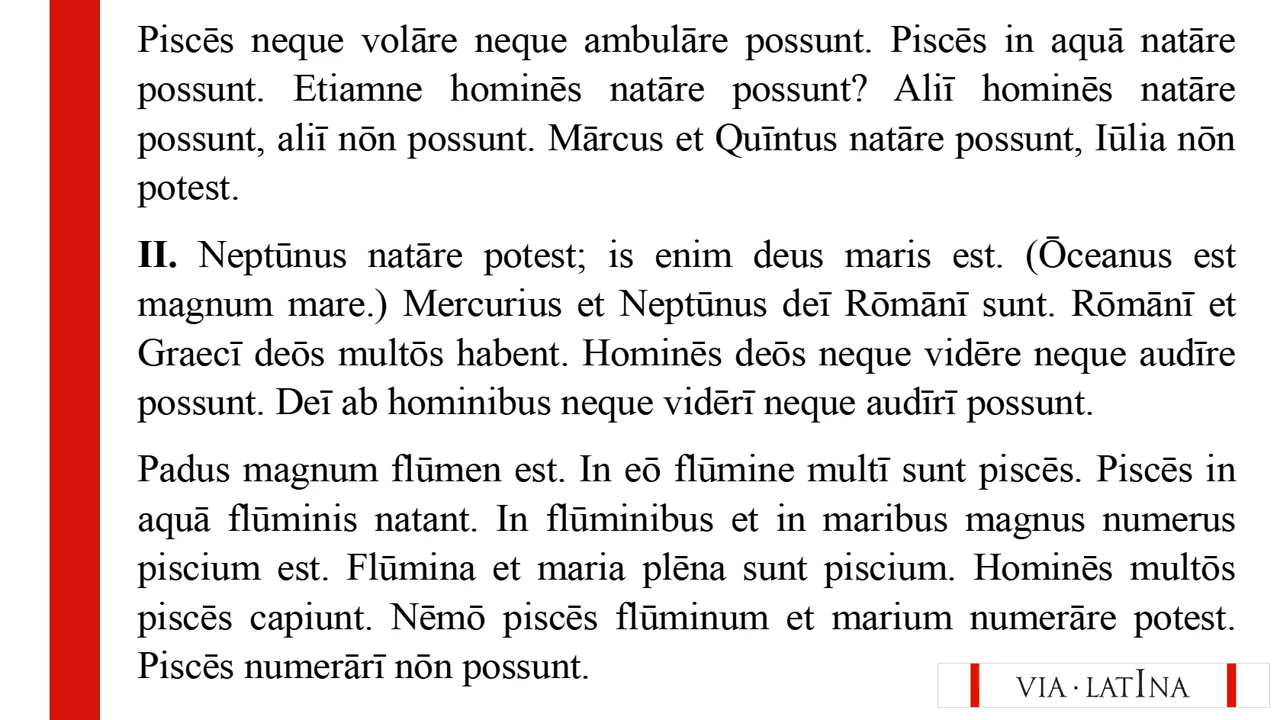 Piscēs neque volāre neque ambulāre possunt. Piscēs in aquā natāre
possunt. Etiamne hominēs natāre possunt? Aliī hominēs natāre
possunt, aliī nōn possunt. Mārcus et Quīntus natāre possunt, Iūlia nōn
potest.
II. Neptūnus natāre potest; is enim deus maris est. (Ōceanus est
magnum mare.) Mercurius et Neptūnus deī Rōmānī sunt. Rōmānī et
Graecī deōs multōs habent. Hominēs deōs neque vidēre neque audīre
possunt. Deī ab hominibus neque vidērī neque audīrī possunt.
Padus magnum flūmen est. In eō flūmine multī sunt piscēs. Piscēs in
aquā flūminis natant. In flūminibus et in maribus magnus numerus
piscium est. Flūmina et maria plēna sunt piscium. Hominēs multōs
piscēs capiunt. Nēmō piscēs flūminum et marium numerāre potest.
Piscēs numerārī nōn possunt.
VIA · LATINA